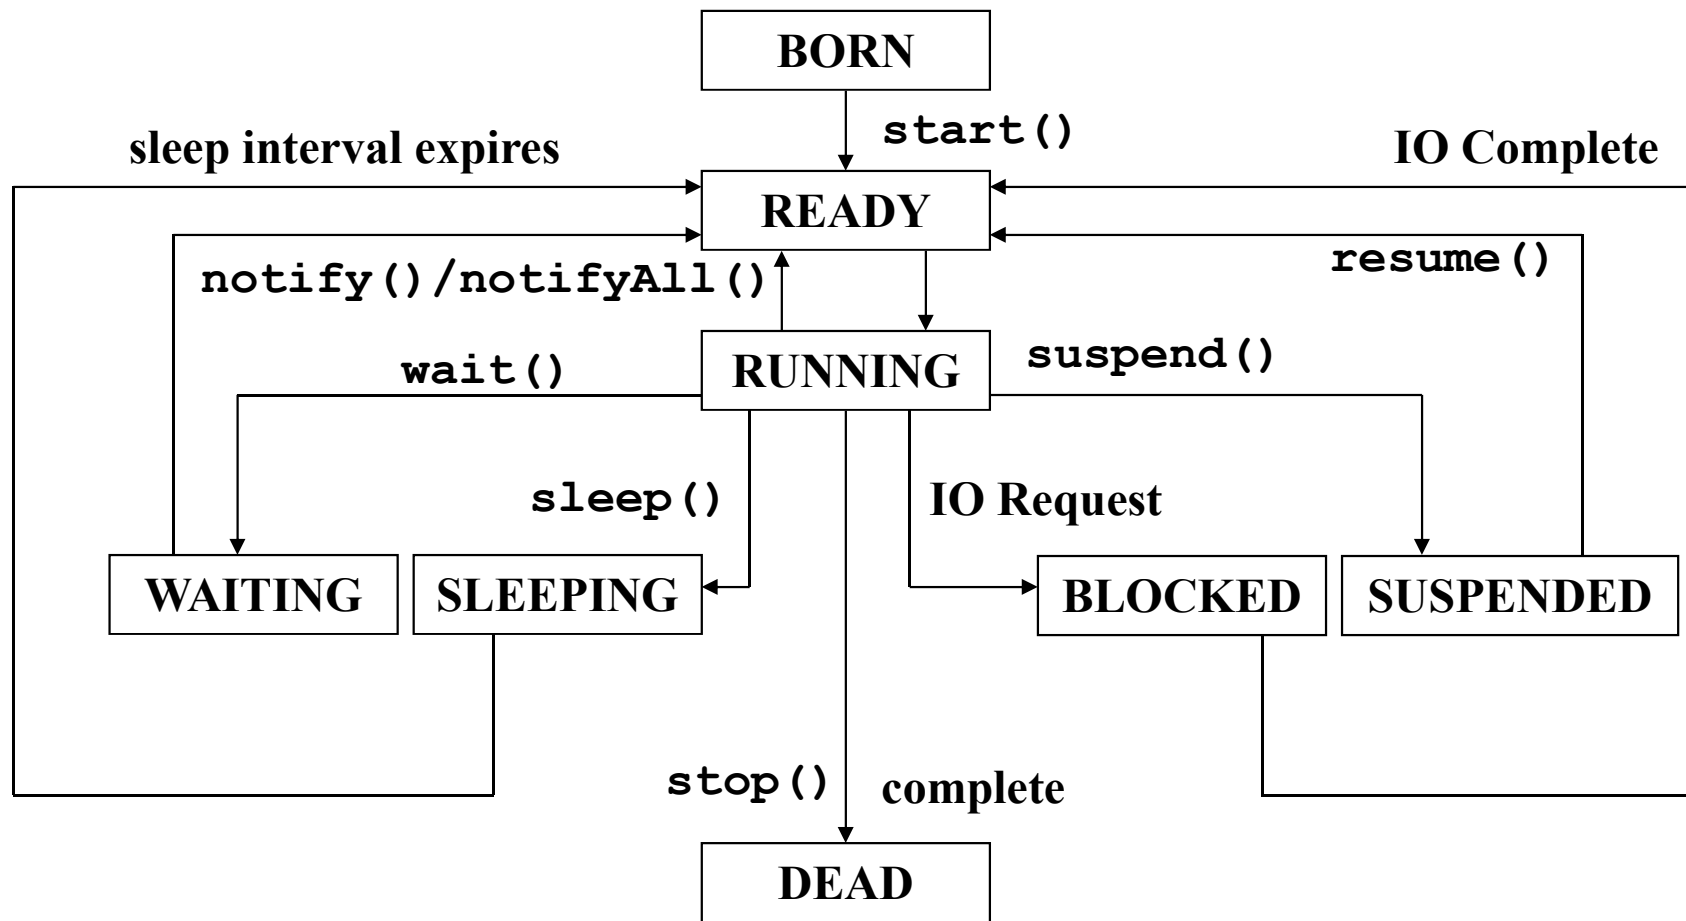 BORN
start()
sleep interval expires
IO Complete
READY
notify()/notifyAll()
resume()
RUNNING
wait()
suspend()
sleep()
IO Request
WAITING
SLEEPING
BLOCKED
SUSPENDED
stop()
complete
DEAD